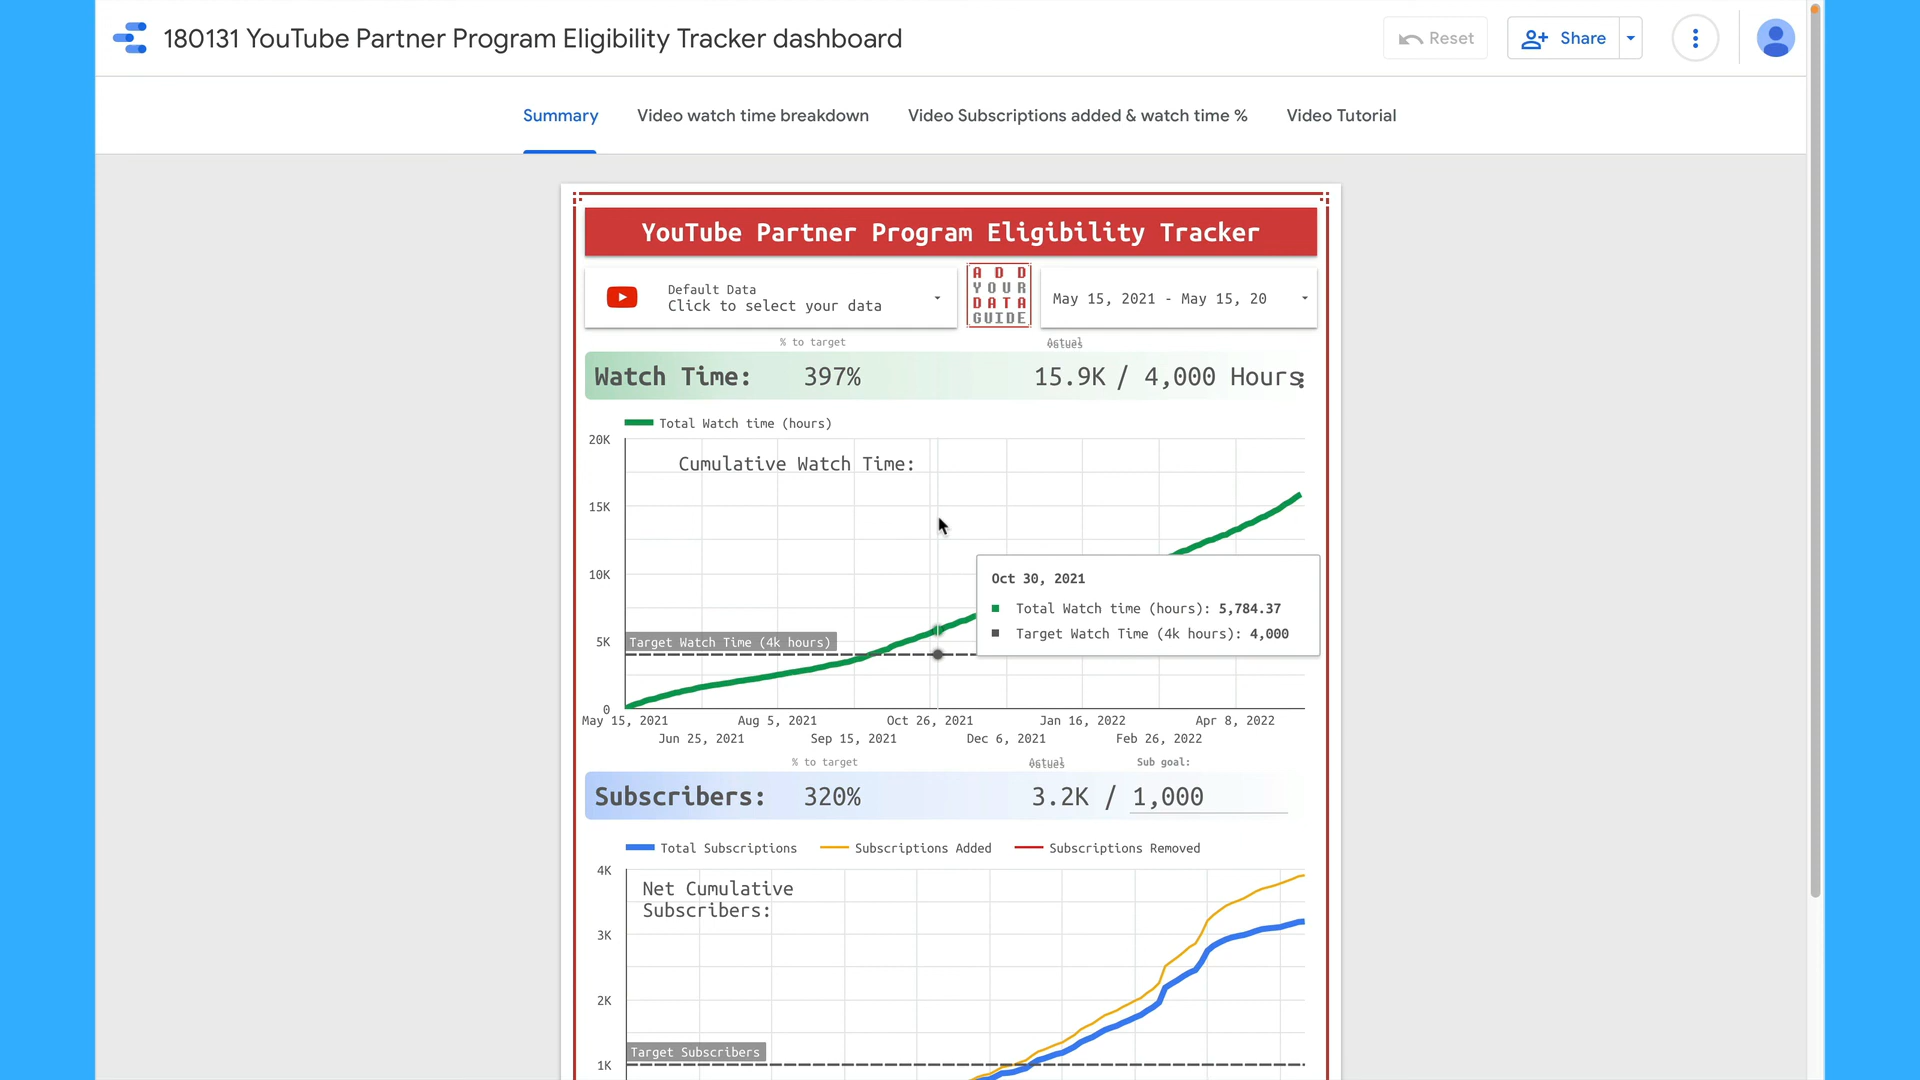 180131 YouTube Partner Program Eligibility Tracker dashboard
Reset
Share
Summary
Video watch time breakdown
Video Subscriptions added & watch time %
Video Tutorial
YouTube Partner Program Eligibility Tracker
Default Data
Click to select your data
ADD
YOUR
DATA
GUIDE
May 15, 2021 - May 15, 20
% to target
Actual
Values
Watch Time: 397% 15.9K / 4,000 Hours
Total Watch time (hours)
20K
Cumulative Watch Time:
15K
10K
Oct 30, 2021
Total Watch time (hours): 5,784.37
Target Watch Time (4k hours): 4,000
5K
Target Watch Time (4k hours)
0
May 15, 2021 Aug 5, 2021 Oct 26, 2021 Jan 16, 2022 Apr 8, 2022
Jun 25, 2021 Sep 15, 2021 Dec 6, 2021 Feb 26, 2022
% to target
Actual
Values
Sub goal:
Subscribers: 320% 3.2K / 1,000
Total Subscriptions Subscriptions Added Subscriptions Removed
4K
Net Cumulative
Subscribers:
3K
2K
Target Subscribers
1K